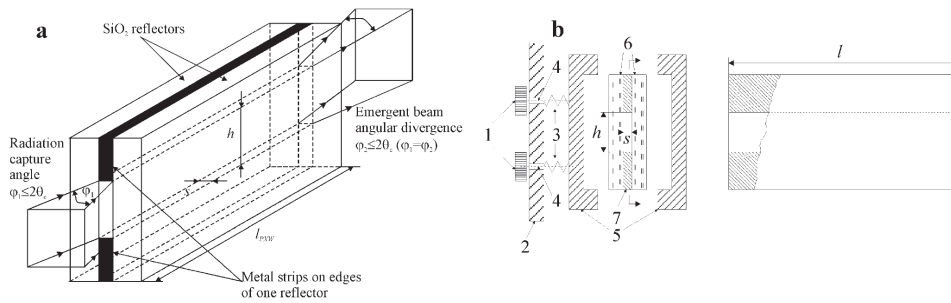 a
SiO₂ reflectors
Radiation
capture
angle
φ₁≤2θc
φ₁
h
s
lPXW
Emergent beam
angular divergence
φ₂≤2θc (φ₁=φ₂)
Metal strips on edges
of one reflector
b
6
4
1
3
h
s
4
2
7
5
l